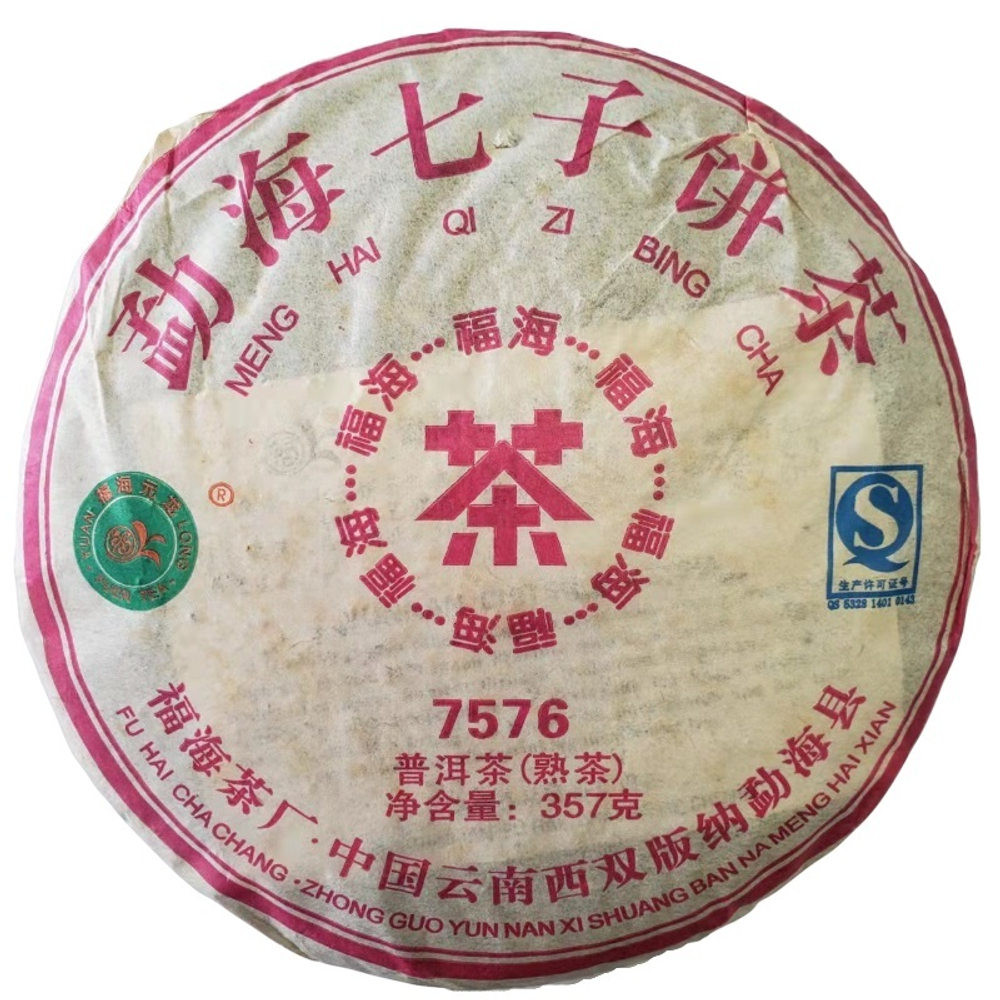 勐海七子饼茶
MENG HAI QI ZI BING CHA
福海…福海…福海…福海…福海…福海…
茶
福海元龙
YUAN LONG
®
S
生产许可证号
QS 5328 1401 0143
7576
普洱茶(熟茶)
净含量：357克
福海茶厂·中国云南西双版纳勐海县
FU HAI CHA CHANG·ZHONG GUO YUN NAN XI SHUANG BAN NA MENG HAI XIAN